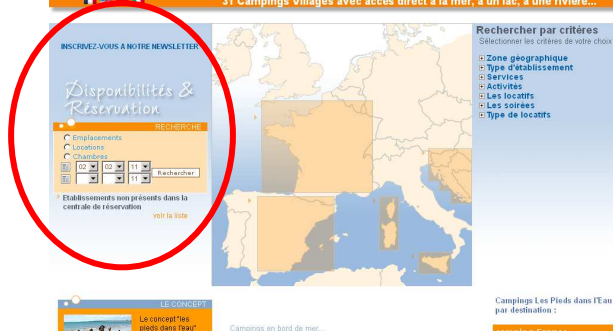 31 Campings Villages avec accès direct à la mer, à un lac, à une rivière...
INSCRIVEZ-VOUS A NOTRE NEWSLETTER
Disponibilités &
Réservation
RECHERCHE
Emplacements
Locations
Chambres
02 02 11
11
Rechercher
Etablissements non présents dans la
centrale de réservation
voir la liste
Rechercher par critères
Sélectionner les critères de votre choix
Zone géographique
Type d'établissement
Services
Activités
Les locatifs
Les soirées
Type de locatifs
LE CONCEPT
Le concept "les
pieds dans l'eau"
Campings en bord de mer...
Campings Les Pieds dans l'Eau
par destination :